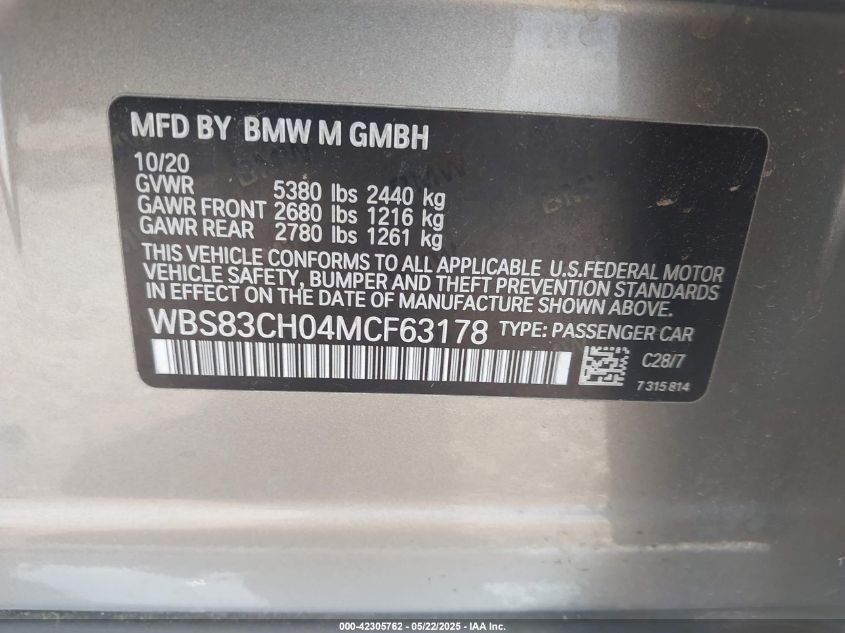 MFD BY BMW M GMBH
10/20
GVWR 5380 lbs 2440 kg
GAWR FRONT 2680 lbs 1216 kg
GAWR REAR 2780 lbs 1261 kg
THIS VEHICLE CONFORMS TO ALL APPLICABLE U.S.FEDERAL MOTOR
VEHICLE SAFETY, BUMPER AND THEFT PREVENTION STANDARDS
IN EFFECT ON THE DATE OF MANUFACTURE SHOWN ABOVE.
WBS83CH04MCF63178 TYPE: PASSENGER CAR
C28/7
7 315 814
000-42305762 - 05/22/2025 - IAA Inc.